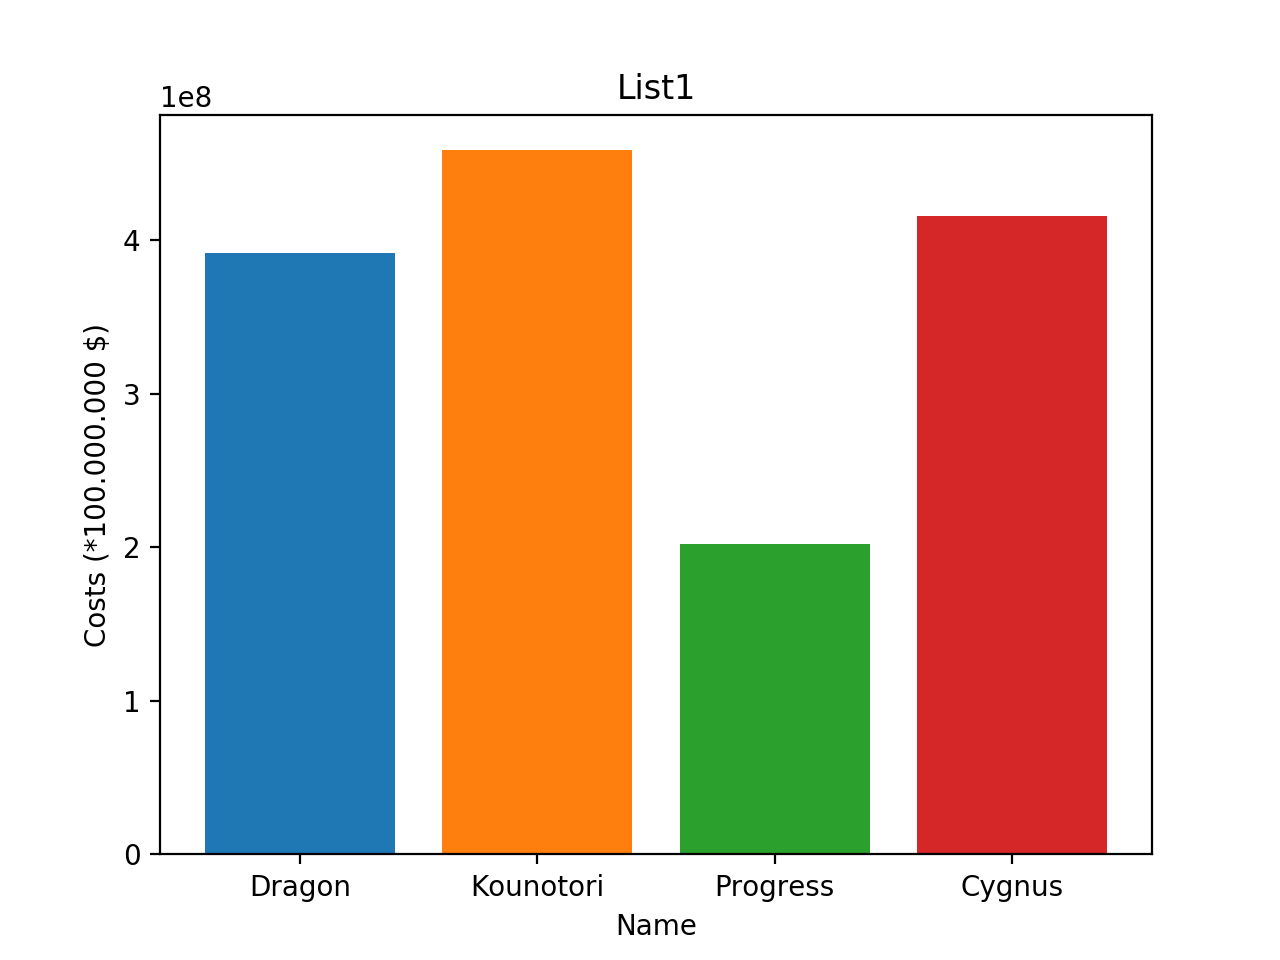 List1
1e8
4
3
2
1
0
Costs (*100.000.000 $)
Dragon Kounotori Progress Cygnus
Name